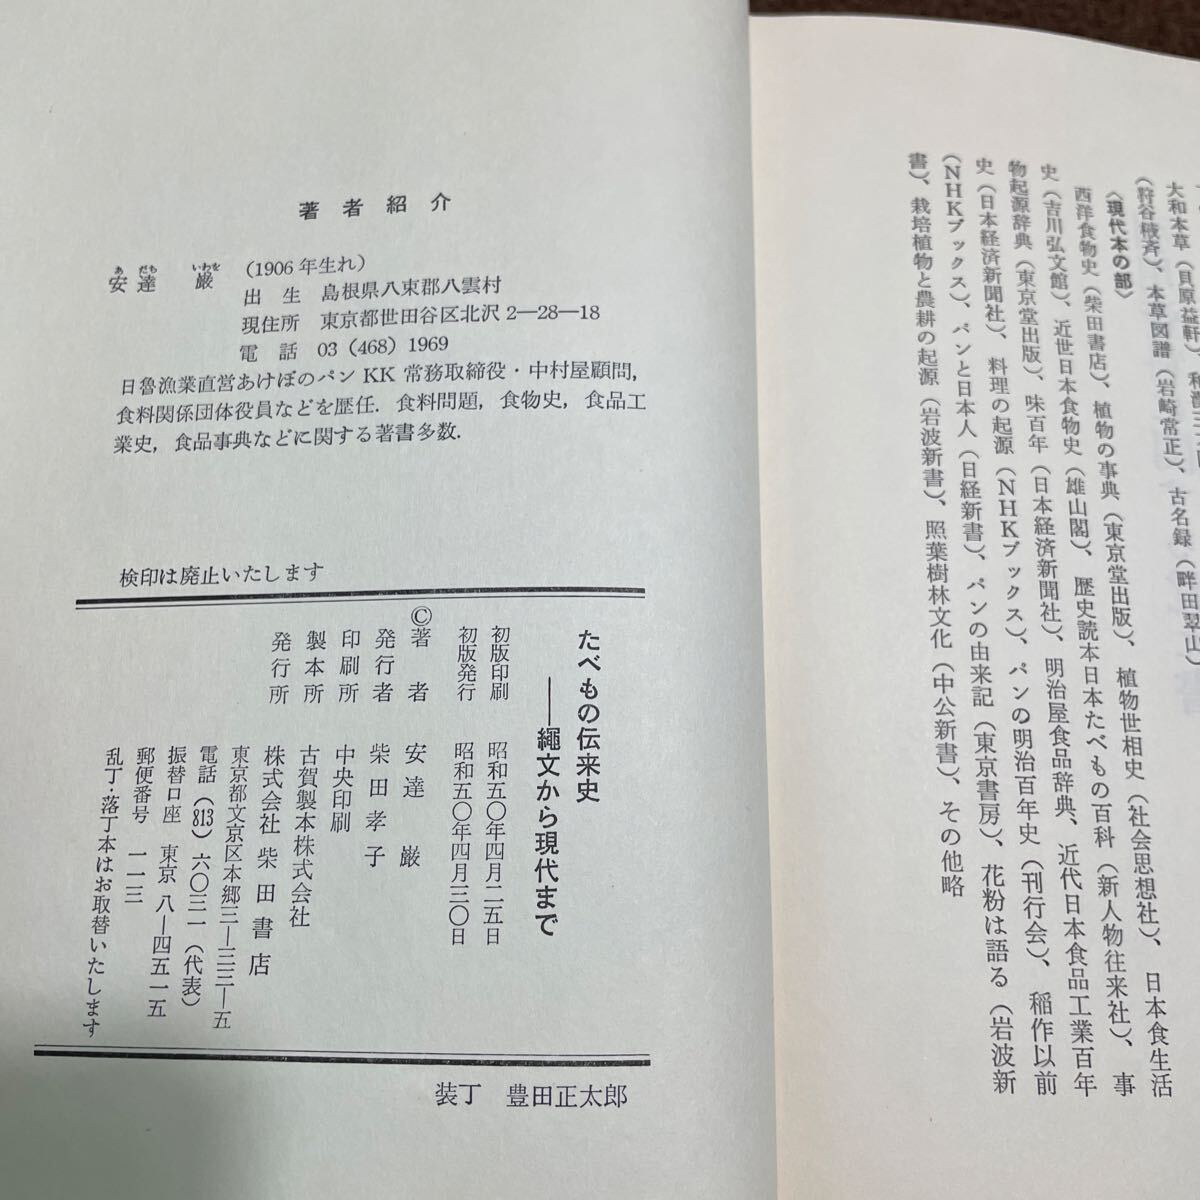 大和本草（貝原益軒）
（狩谷棭斉）、本草図譜（岩崎常正）、古名録（畔田翠山）
〈現代本の部〉
西洋食物史（柴田書店）、植物の事典（東京堂出版）、植物世相史（社会思想社）、日本食生活
史（吉川弘文館）、近世日本食物史（雄山閣）、歴史読本日本たべもの百科（新人物往来社）、事
物起源辞典（東京堂出版）、味百年（日本経済新聞社）、明治屋食品辞典、近代日本食品工業百年
史（日本経済新聞社）、料理の起源（NHKブックス）、パンの明治百年史（刊行会）、稲作以前
（NHKブックス）、パンと日本人（日経新書）、パンの由来記（東京書房）、花粉は語る（岩波新
書）、栽培植物と農耕の起源（岩波新書）、照葉樹林文化（中公新書）、その他略
著者紹介
あ だち いわを
安達 巌 （1906年生れ）
出生 島根県八束郡八雲村
現住所 東京都世田谷区北沢2—28—18
電話 03（468）1969
日魯漁業直営あけぼのパンKK常務取締役・中村屋顧問，
食料関係団体役員などを歴任．食料問題，食物史，食品工
業史，食品事典などに関する著書多数．
検印は廃止いたします
たべもの伝来史
——縄文から現代まで
初版印刷 昭和五〇年四月二五日
初版発行 昭和五〇年四月三〇日
©著者 安達巌
発行者 柴田孝子
印刷所 中央印刷
製本所 古賀製本株式会社
発行所 株式会社柴田書店
東京都文京区本郷三—三三—五
電話（813）六〇三一（代表）
振替口座 東京 八—四五一五
郵便番号 一一三
乱丁・落丁本はお取替いたします
装丁 豊田正太郎